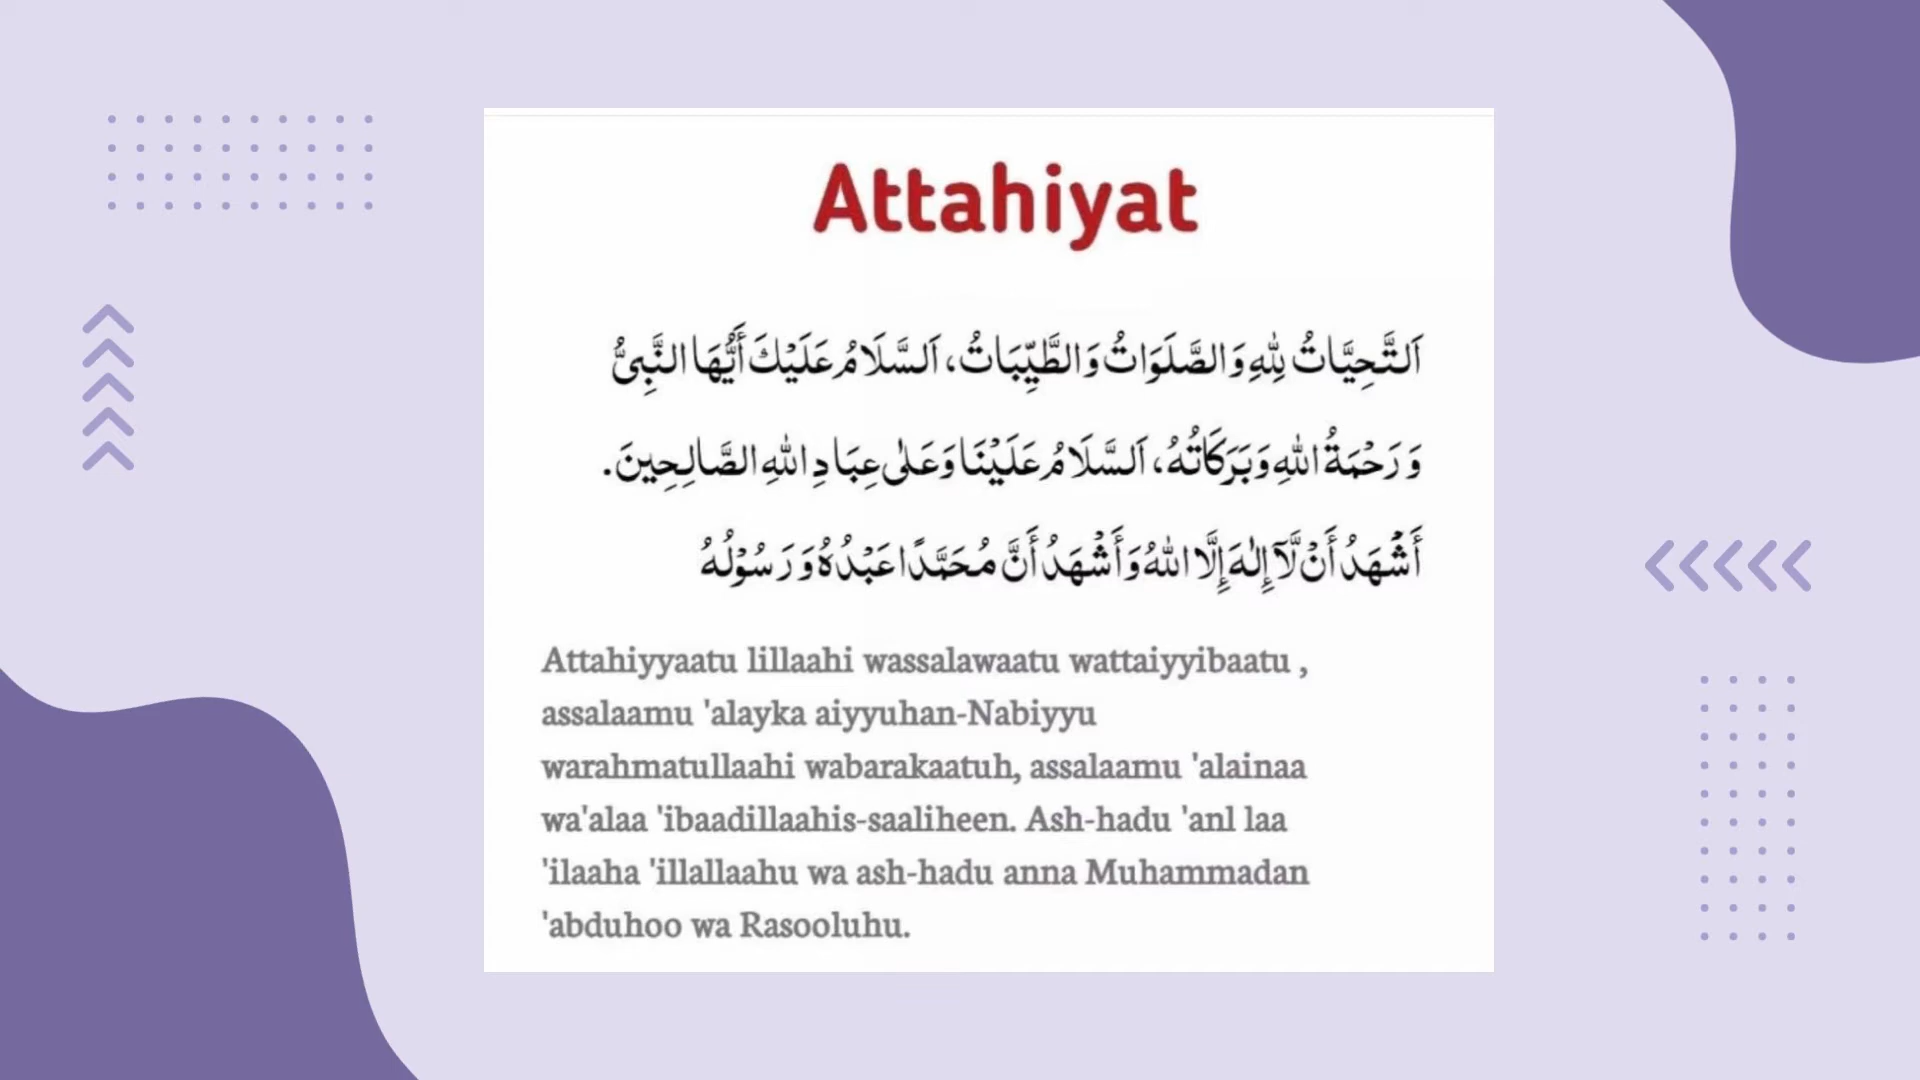 Attahiyat
اَلتَّحِيَّاتُ لِلّٰهِ وَالصَّلَوَاتُ وَالطَّيِّبَاتُ، اَلسَّلَامُ عَلَيْكَ أَيُّهَا النَّبِيُّ
وَرَحْمَةُ اللّٰهِ وَبَرَكَاتُهُ، اَلسَّلَامُ عَلَيْنَا وَعَلٰى عِبَادِ اللّٰهِ الصَّالِحِينَ.
أَشْهَدُ أَنْ لَّآ إِلٰهَ إِلَّا اللّٰهُ وَأَشْهَدُ أَنَّ مُحَمَّدًا عَبْدُهُ وَرَسُوْلُهُ
Attahiyyaatu lillaahi wassalawaatu wattaiyyibaatu ,
assalaamu 'alayka aiyyuhan-Nabiyyu
warahmatullaahi wabarakaatuh, assalaamu 'alainaa
wa'alaa 'ibaadillaahis-saaliheen. Ash-hadu 'anl laa
'ilaaha 'illallaahu wa ash-hadu anna Muhammadan
'abduhoo wa Rasooluhu.